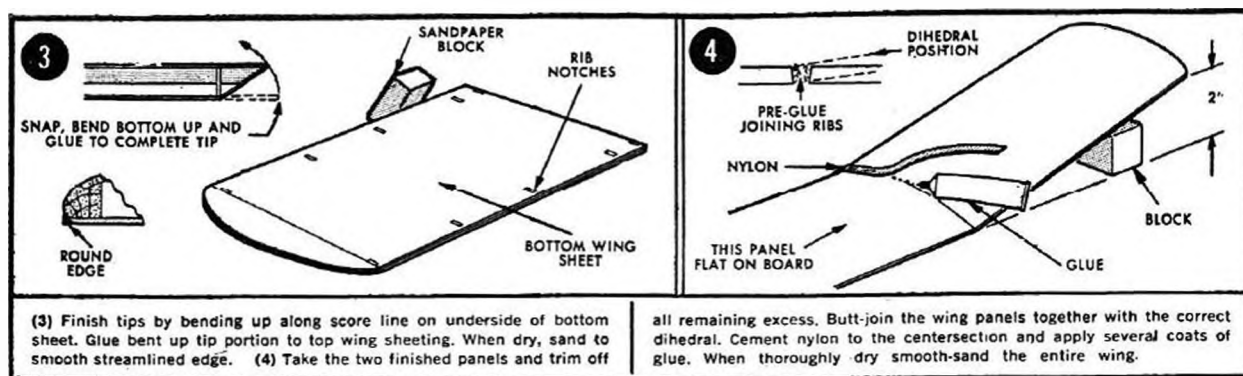 3
SANDPAPER
BLOCK
RIB
NOTCHES
SNAP, BEND BOTTOM UP AND
GLUE TO COMPLETE TIP
ROUND
EDGE
BOTTOM WING
SHEET
4
DIHEDRAL
POSITION
PRE-GLUE
JOINING RIBS
2"
NYLON
BLOCK
THIS PANEL
FLAT ON BOARD
GLUE
(3) Finish tips by bending up along score line on underside of bottom
sheet. Glue bent up tip portion to top wing sheeting. When dry, sand to
smooth streamlined edge. (4) Take the two finished panels and trim off
all remaining excess. Butt-join the wing panels together with the correct
dihedral. Cement nylon to the centersection and apply several coats of
glue. When thoroughly dry smooth-sand the entire wing.